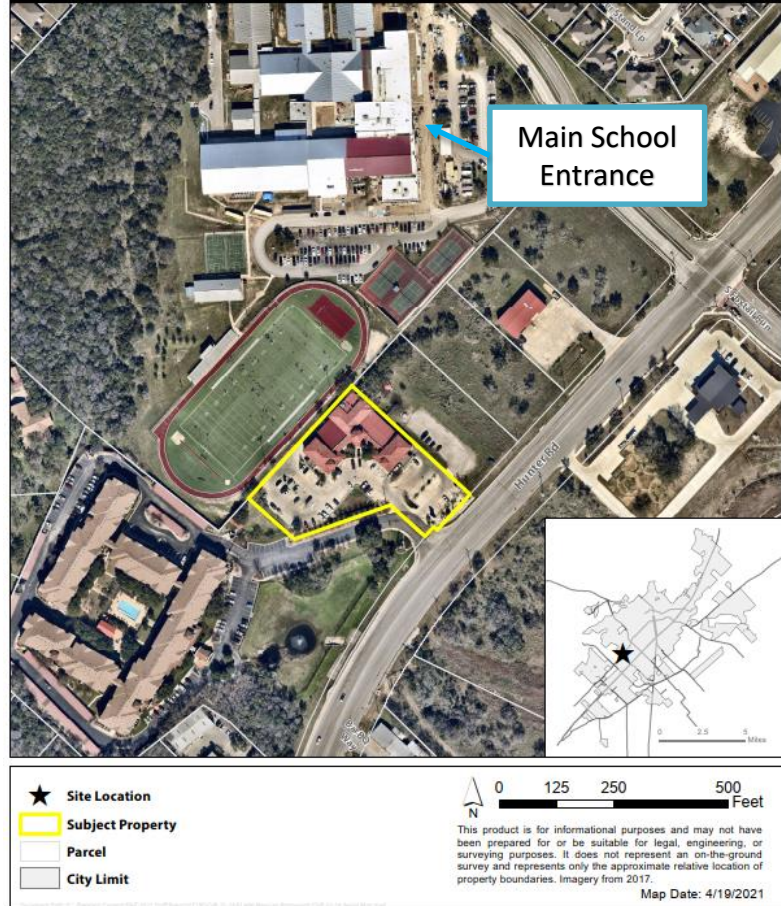 E Stand Lp
Main School
Entrance
Hunter Rd
0 2.5 5
Miles
Site Location
Subject Property
Parcel
City Limit
N
0 125 250 500
Feet
This product is for informational purposes and may not have
been prepared for or be suitable for legal, engineering, or
surveying purposes. It does not represent an on-the-ground
survey and represents only the approximate relative location of
property boundaries. Imagery from 2017.
Map Date: 4/19/2021